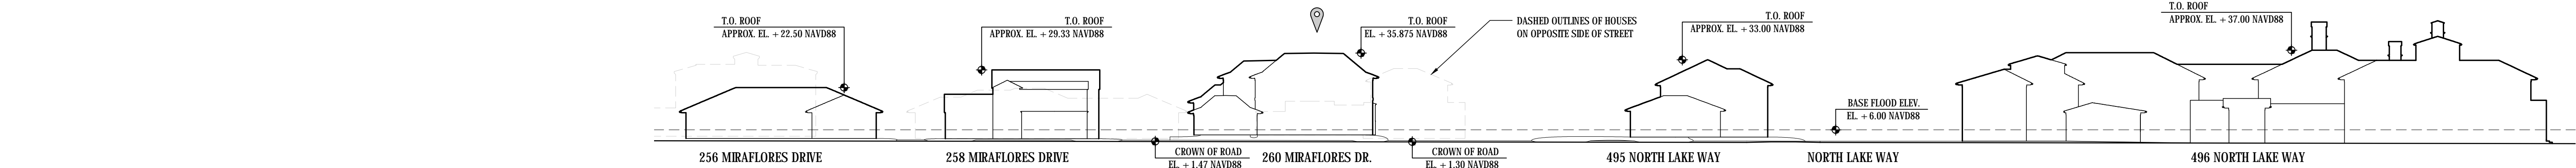 T.O. ROOF
APPROX. EL. + 22.50 NAVD88
T.O. ROOF
APPROX. EL. + 29.33 NAVD88
T.O. ROOF
EL. + 35.875 NAVD88
DASHED OUTLINES OF HOUSES
ON OPPOSITE SIDE OF STREET
T.O. ROOF
APPROX. EL. + 33.00 NAVD88
T.O. ROOF
APPROX. EL. + 37.00 NAVD88
BASE FLOOD ELEV.
EL. + 6.00 NAVD88
CROWN OF ROAD
EL. + 1.47 NAVD88
CROWN OF ROAD
EL. + 1.30 NAVD88
256 MIRAFLORES DRIVE
258 MIRAFLORES DRIVE
260 MIRAFLORES DR.
495 NORTH LAKE WAY
NORTH LAKE WAY
496 NORTH LAKE WAY